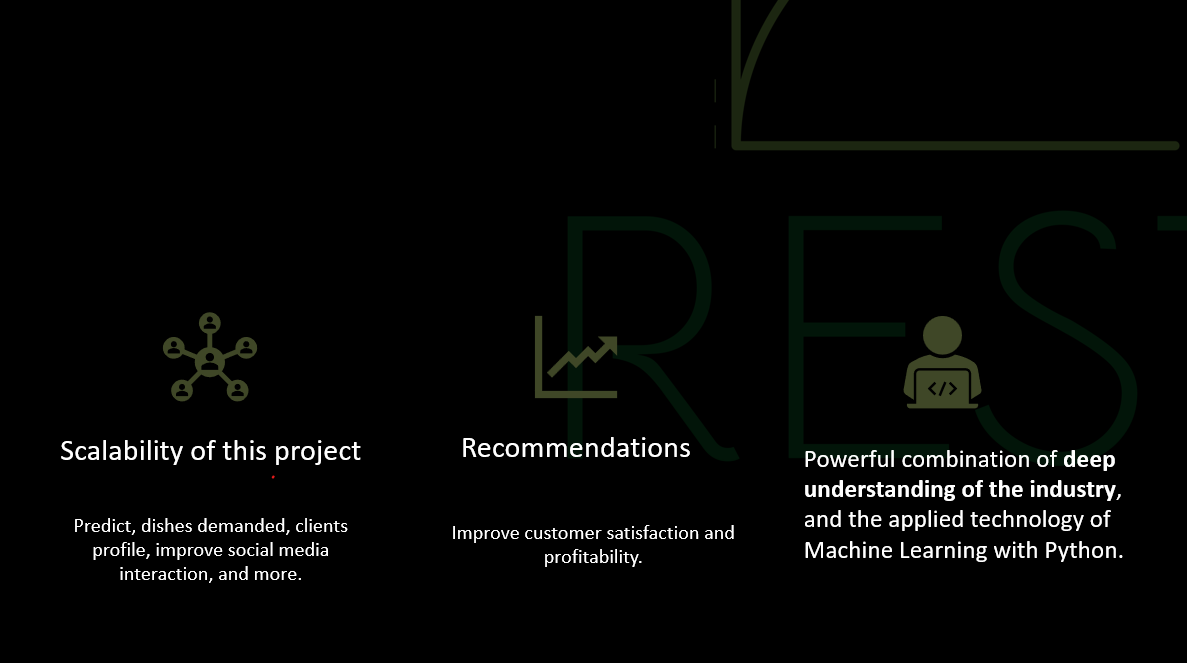 REST
Scalability of this project
Predict, dishes demanded, clients
profile, improve social media
interaction, and more.
Recommendations
Improve customer satisfaction and
profitability.
</>
Powerful combination of deep
understanding of the industry,
and the applied technology of
Machine Learning with Python.